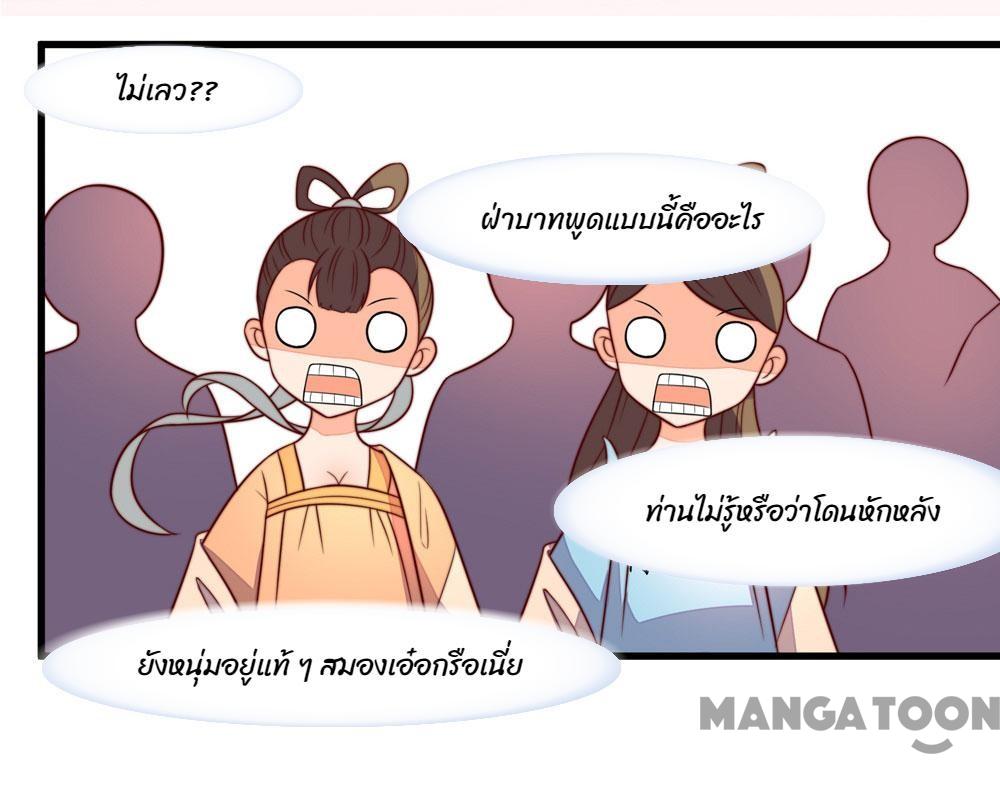 ไม่เลว??
ฝ่าบาทพูดแบบนี้คืออะไร
ท่านไม่รู้หรือว่าโดนหักหลัง
ยังหนุ่มอยู่แท้ ๆ สมองเอ๋อกรือเนี่ย
MANGATOON